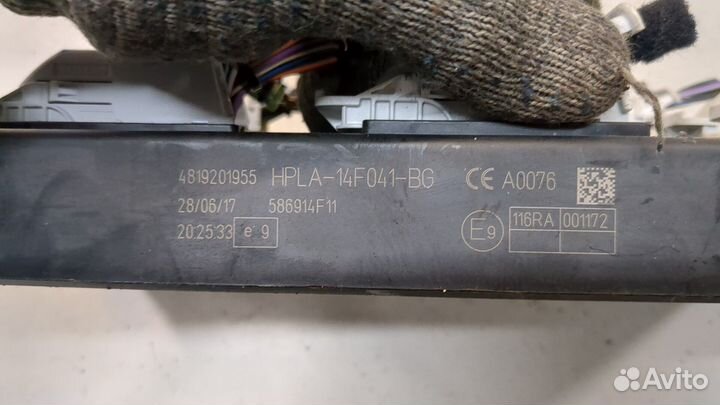 4819201955 HPLA-14F041-BG CE A0076
28/06/17 586914F11
20:25:33 e 9
E9 116RA 001172
Avito